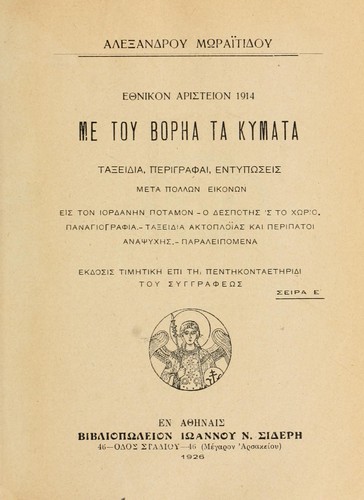 ΑΛΕΞΑΝΔΡΟΥ ΜΩΡΑΪΤΙΔΟΥ
ΕΘΝΙΚΟΝ ΑΡΙΣΤΕΙΟΝ 1914
ΜΕ ΤΟΥ ΒΟΡΗΑ ΤΑ ΚΥΜΑΤΑ
ΤΑΞΕΙΔΙΑ, ΠΕΡΙΓΡΑΦΑΙ, ΕΝΤΥΠΩΣΕΙΣ
ΜΕΤΑ ΠΟΛΛΩΝ ΕΙΚΟΝΩΝ
ΕΙΣ ΤΟΝ ΙΟΡΔΑΝΗΝ ΠΟΤΑΜΟΝ - Ο ΔΕΣΠΟΤΗΣ 'Σ ΤΟ ΧΩΡΙΟ.
ΠΑΝΑΓΙΟΓΡΑΦΙΑ. - ΤΑΞΕΙΔΙΑ ΑΚΤΟΠΛΟΪΑΣ ΚΑΙ ΠΕΡΙΠΑΤΟΙ
ΑΝΑΨΥΧΗΣ. - ΠΑΡΑΛΕΙΠΟΜΕΝΑ
ΕΚΔΟΣΙΣ ΤΙΜΗΤΙΚΗ ΕΠΙ ΤΗ, ΠΕΝΤΗΚΟΝΤΑΕΤΗΡΙΔΙ
ΤΟΥ ΣΥΓΓΡΑΦΕΩΣ
ΣΕΙΡΑ Ε΄
ΕΝ ΑΘΗΝΑΙΣ
ΒΙΒΛΙΟΠΩΛΕΙΟΝ ΙΩΑΝΝΟΥ Ν. ΣΙΔΕΡΗ
46-ΟΔΟΣ ΣΤΑΔΙΟΥ-46 (Μέγαρον Ἀρσακείου)
1926